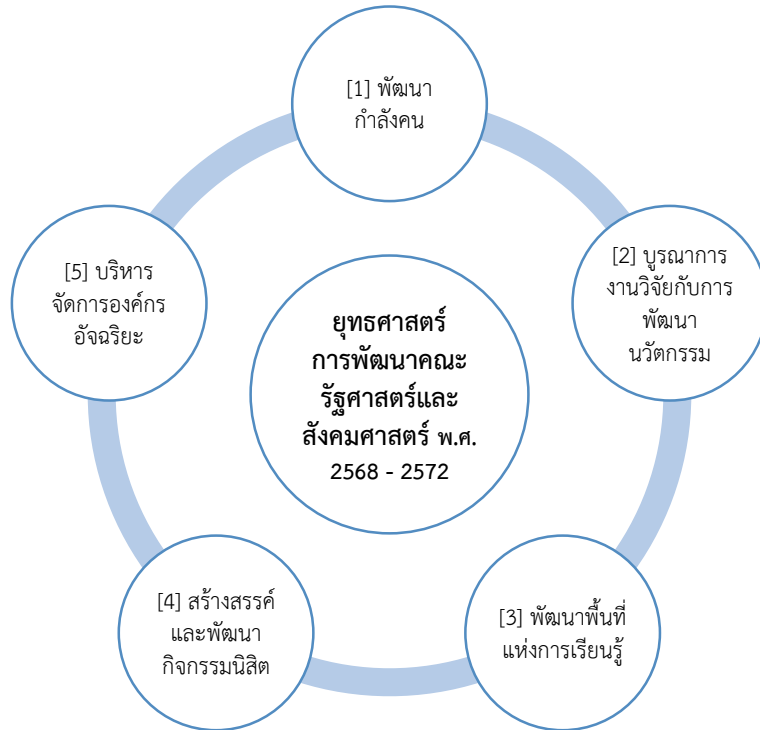 [1] พัฒนา
กำลังคน
[2] บูรณาการ
งานวิจัยกับการ
พัฒนา
นวัตกรรม
[3] พัฒนาพื้นที่
แห่งการเรียนรู้
[4] สร้างสรรค์
และพัฒนา
กิจกรรมนิสิต
[5] บริหาร
จัดการองค์กร
อัจฉริยะ
ยุทธศาสตร์
การพัฒนาคณะ
รัฐศาสตร์และ
สังคมศาสตร์ พ.ศ.
2568 - 2572